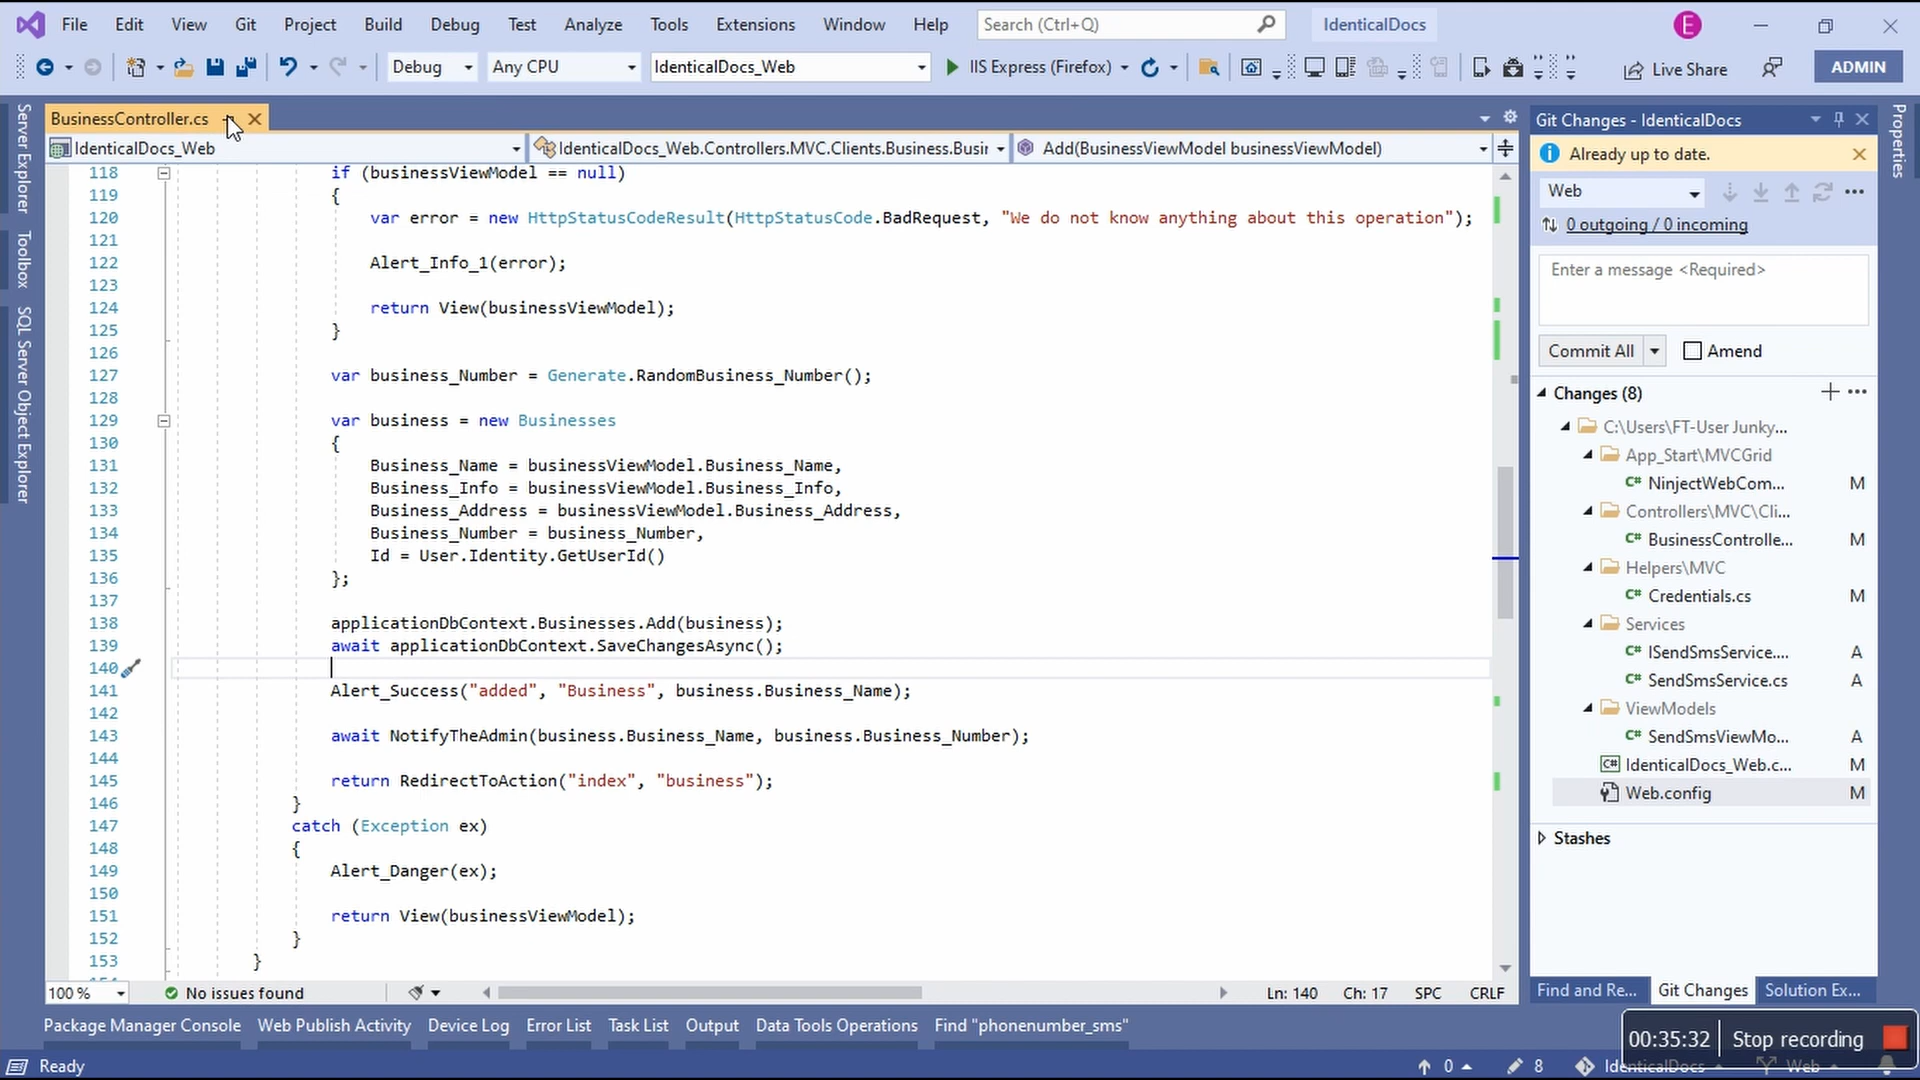 File Edit View Git Project Build Debug Test Analyze Tools Extensions Window Help Search (Ctrl+Q) IdenticalDocs E
Debug Any CPU IdenticalDocs_Web IIS Express (Firefox) Live Share ADMIN
Server Explorer
Toolbox
SQL Server Object Explorer
BusinessController.cs
IdenticalDocs_Web IdenticalDocs_Web.Controllers.MVC.Clients.Business.Busir Add(BusinessViewModel businessViewModel)
118 if (businessViewModel == null)
119 {
120 var error = new HttpStatusCodeResult(HttpStatusCode.BadRequest, "We do not know anything about this operation");
121
122 Alert_Info_1(error);
123
124 return View(businessViewModel);
125 }
126
127 var business_Number = Generate.RandomBusiness_Number();
128
129 var business = new Businesses
130 {
131 Business_Name = businessViewModel.Business_Name,
132 Business_Info = businessViewModel.Business_Info,
133 Business_Address = businessViewModel.Business_Address,
134 Business_Number = business_Number,
135 Id = User.Identity.GetUserId()
136 };
137
138 applicationDbContext.Businesses.Add(business);
139 await applicationDbContext.SaveChangesAsync();
140
141 Alert_Success("added", "Business", business.Business_Name);
142
143 await NotifyTheAdmin(business.Business_Name, business.Business_Number);
144
145 return RedirectToAction("index", "business");
146 }
147 catch (Exception ex)
148 {
149 Alert_Danger(ex);
150
151 return View(businessViewModel);
152 }
153 }
100 % No issues found Ln: 140 Ch: 17 SPC CRLF
Git Changes - IdenticalDocs
Already up to date.
Web
0 outgoing / 0 incoming
Enter a message <Required>
Commit All Amend
Changes (8)
C:\Users\FT-User Junky...
App_Start\MVCGrid
C# NinjectWebCom... M
Controllers\MVC\Cli...
C# BusinessControlle... M
Helpers\MVC
C# Credentials.cs M
Services
C# ISendSmsService.... A
C# SendSmsService.cs A
ViewModels
C# SendSmsViewMo... A
C# IdenticalDocs_Web.c... M
Web.config M
Stashes
Find and Re... Git Changes Solution Ex...
Properties
Package Manager Console Web Publish Activity Device Log Error List Task List Output Data Tools Operations Find "phonenumber_sms"
00:35:32 Stop recording
Ready 0 8 IdenticalDocs Web